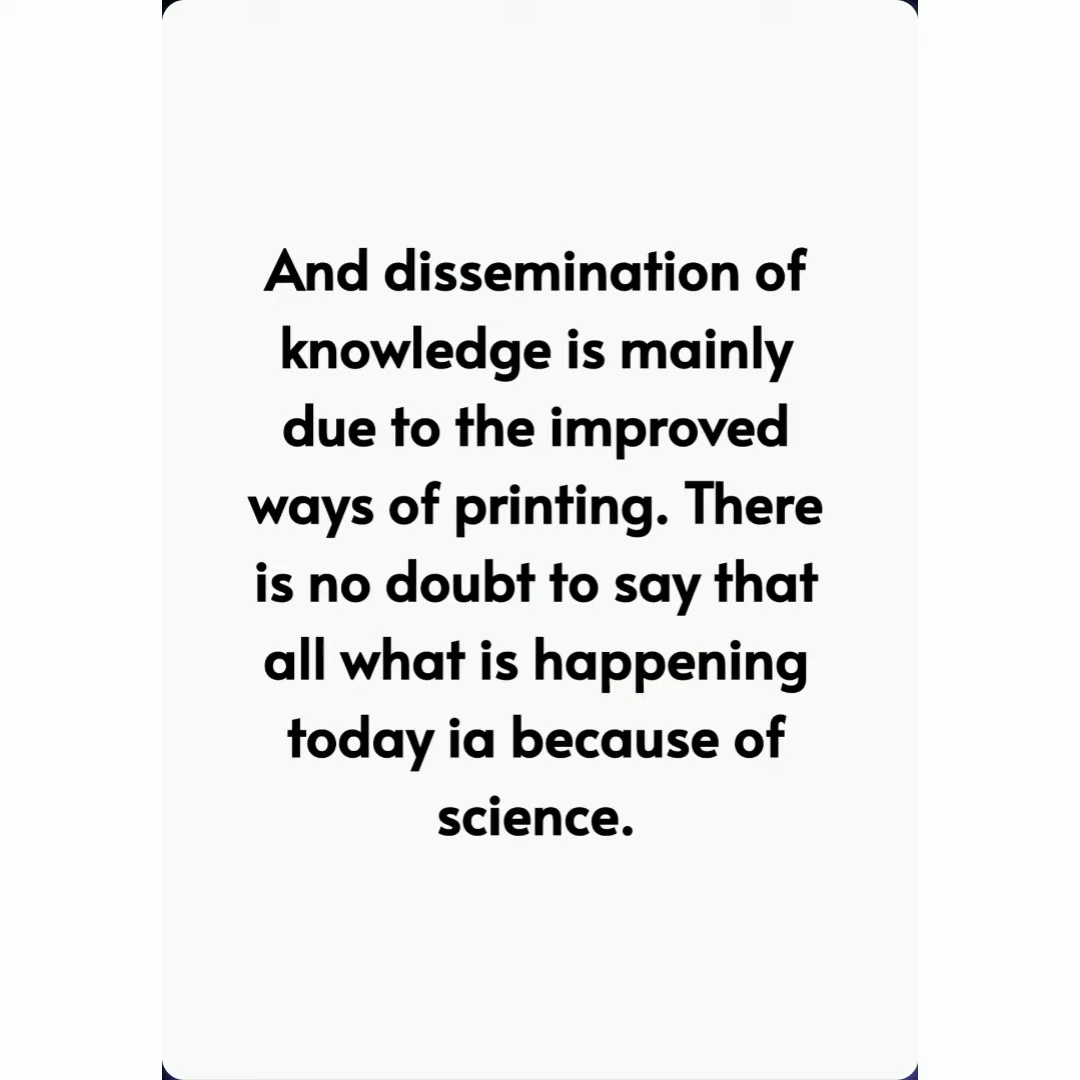 And dissemination of
knowledge is mainly
due to the improved
ways of printing. There
is no doubt to say that
all what is happening
today ia because of
science.